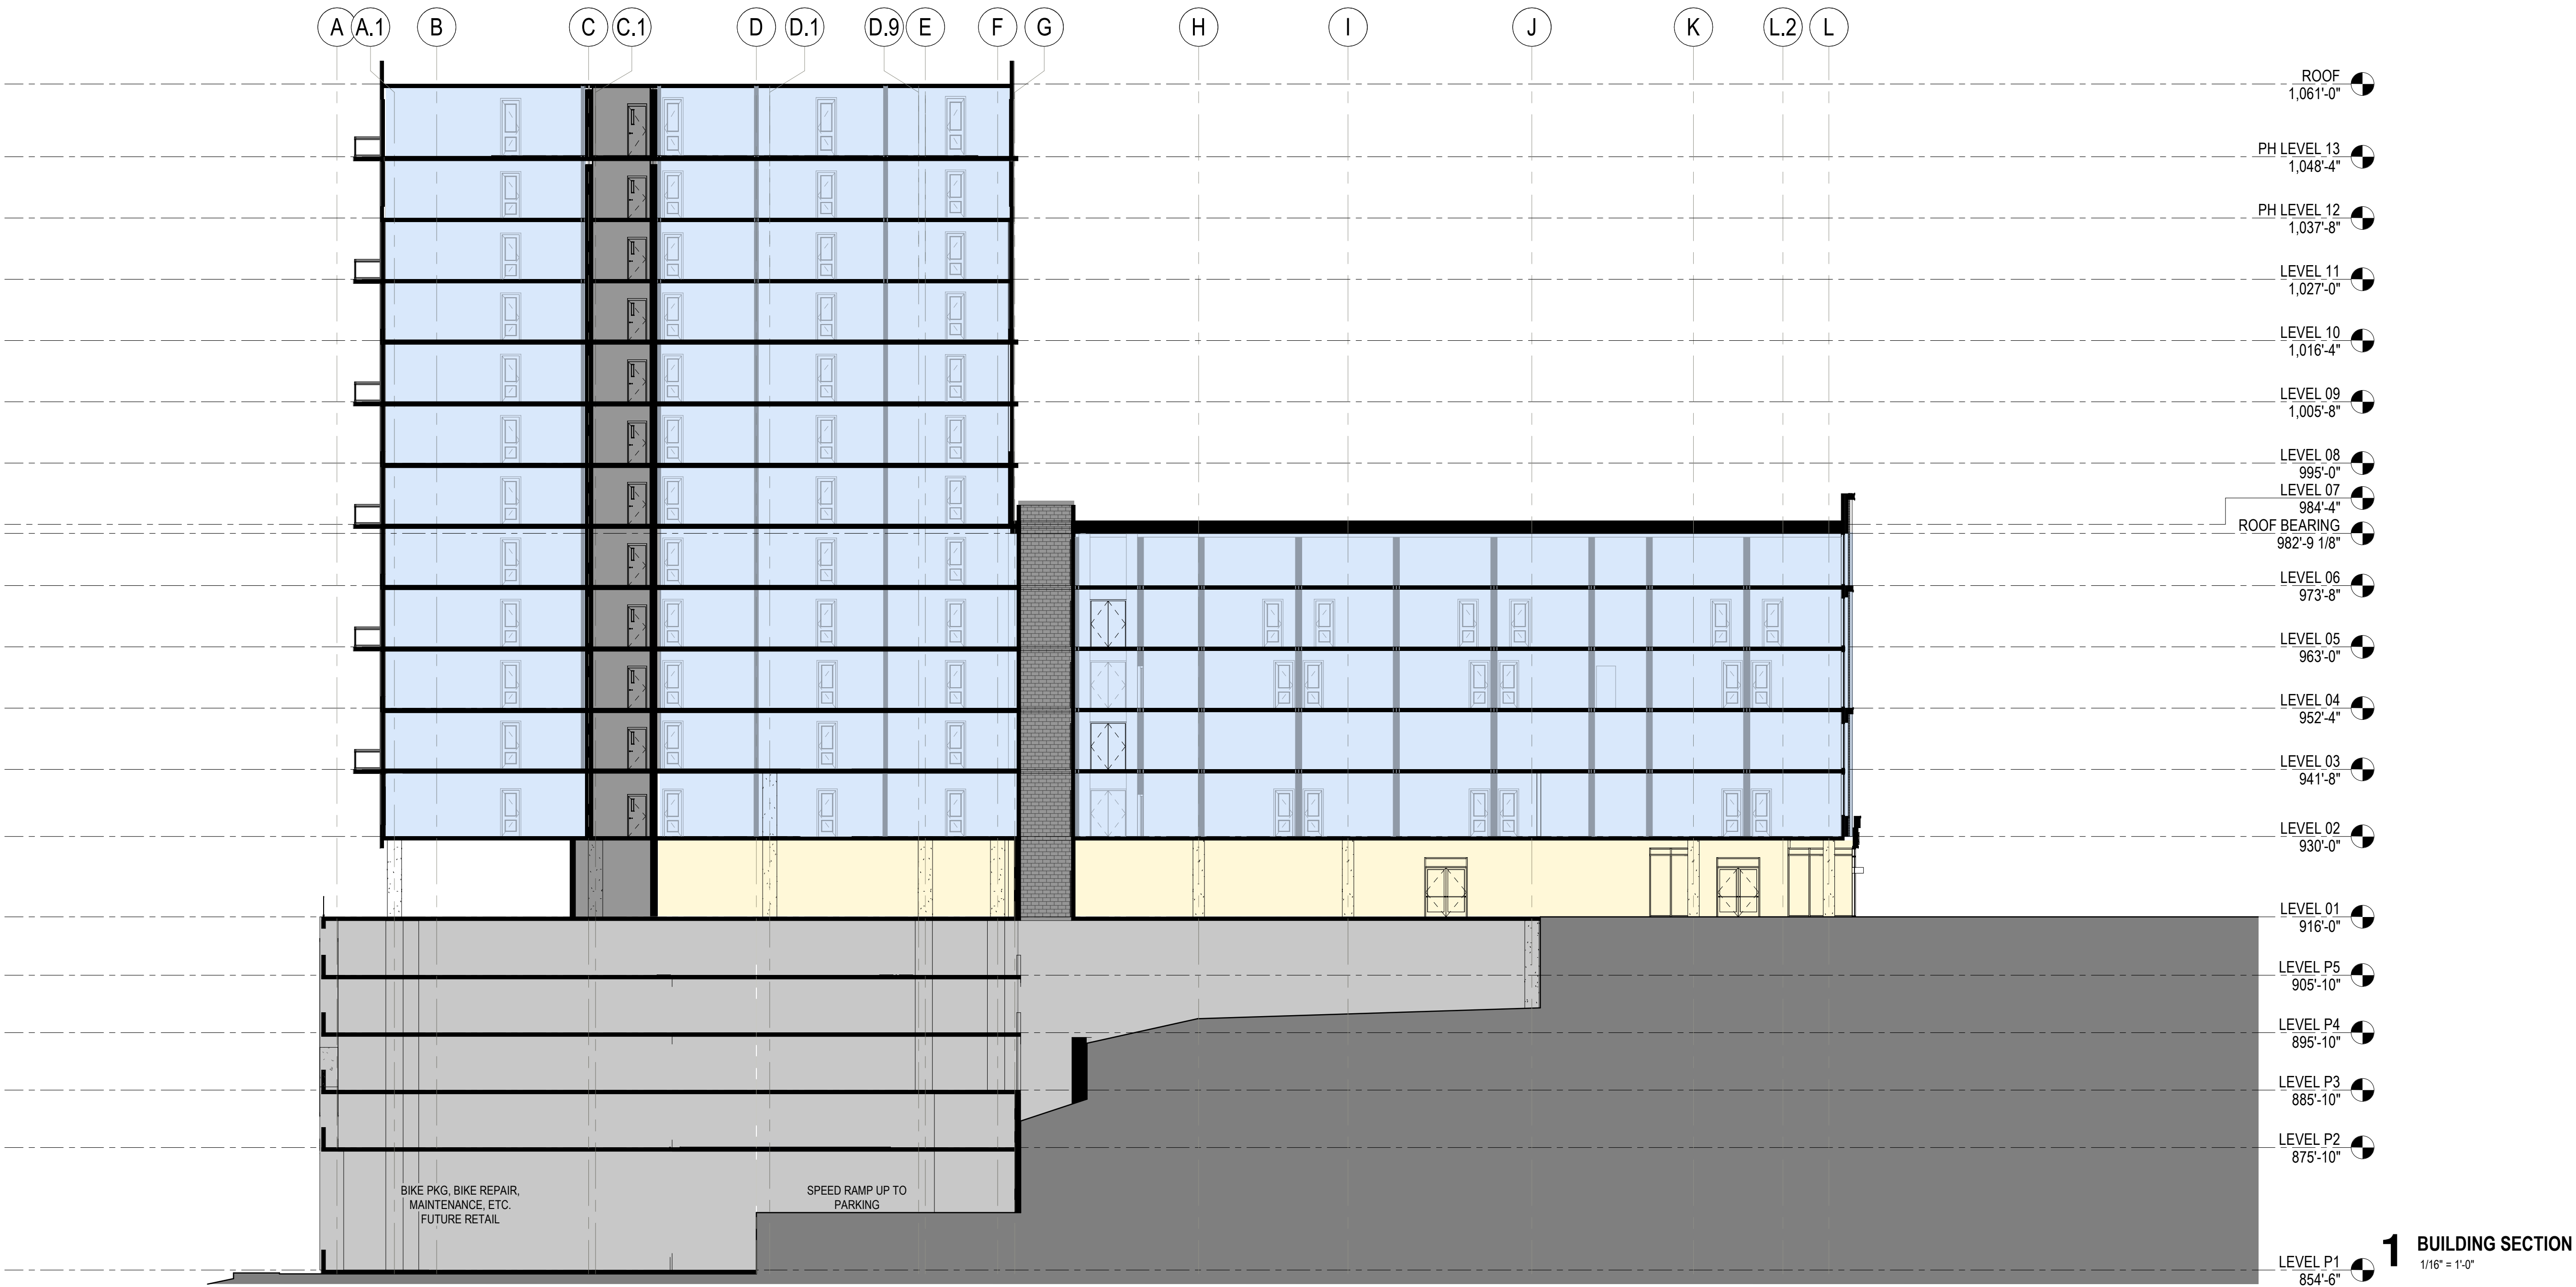 A A.1 B C C.1 D D.1 D.9 E F G H I J K L.2 L
ROOF
1,061'-0"
PH LEVEL 13
1,048'-4"
PH LEVEL 12
1,037'-8"
LEVEL 11
1,027'-0"
LEVEL 10
1,016'-4"
LEVEL 09
1,005'-8"
LEVEL 08
995'-0"
LEVEL 07
984'-4"
ROOF BEARING
982'-9 1/8"
LEVEL 06
973'-8"
LEVEL 05
963'-0"
LEVEL 04
952'-4"
LEVEL 03
941'-8"
LEVEL 02
930'-0"
LEVEL 01
916'-0"
LEVEL P5
905'-10"
LEVEL P4
895'-10"
LEVEL P3
885'-10"
LEVEL P2
875'-10"
BIKE PKG, BIKE REPAIR,
MAINTENANCE, ETC.
FUTURE RETAIL
SPEED RAMP UP TO
PARKING
LEVEL P1
854'-6"
1 BUILDING SECTION
1/16" = 1'-0"